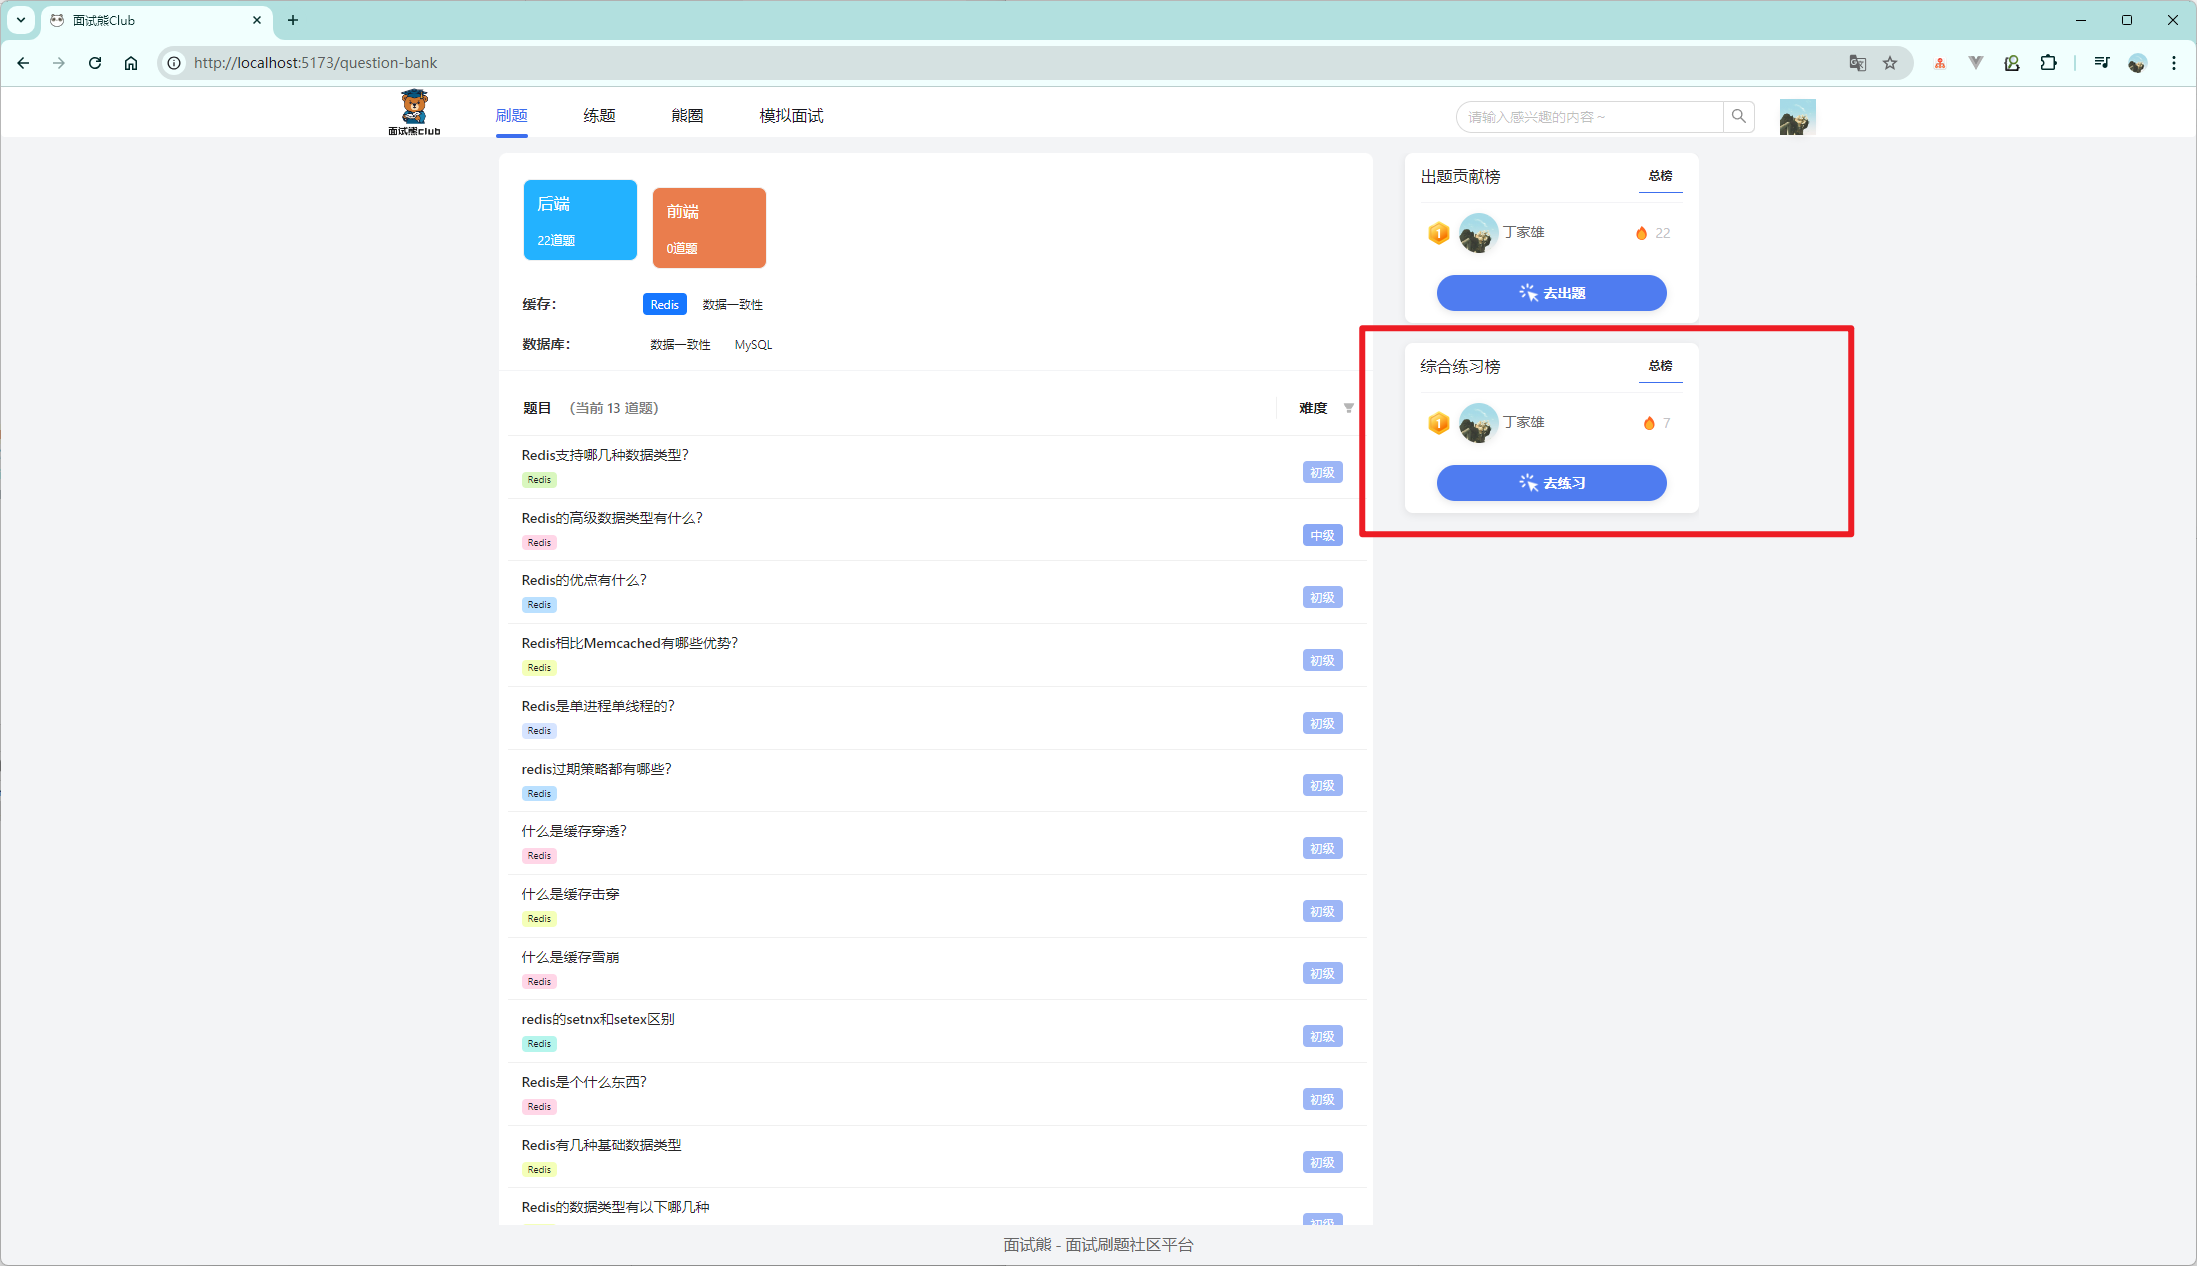 面试熊Club
http://localhost:5173/question-bank
面试熊club
刷题 练题 熊圈 模拟面试
请输入感兴趣的内容～
后端
22道题
前端
0道题
缓存： Redis 数据一致性
数据库： 数据一致性 MySQL
题目 (当前 13 道题) 难度
Redis支持哪几种数据类型？
Redis
初级
Redis的高级数据类型有什么？
Redis
中级
Redis的优点有什么？
Redis
初级
Redis相比Memcached有哪些优势？
Redis
初级
Redis是单进程单线程的？
Redis
初级
redis过期策略都有哪些？
Redis
初级
什么是缓存穿透？
Redis
初级
什么是缓存击穿
Redis
初级
什么是缓存雪崩
Redis
初级
redis的setnx和setex区别
Redis
初级
Redis是个什么东西？
Redis
初级
Redis有几种基础数据类型
Redis
初级
Redis的数据类型有以下哪几种
初级
出题贡献榜 总榜
1 丁家雄 22
去出题
综合练习榜 总榜
1 丁家雄 7
去练习
面试熊 - 面试刷题社区平台